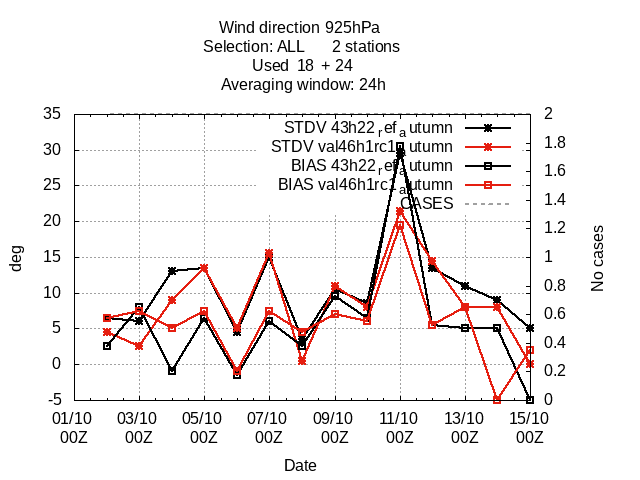 Wind direction 925hPa
Selection: ALL 2 stations
Used 18 + 24
Averaging window: 24h
35 2
STDV 43h22_ref_autumn 1.8
30
STDV val46h1rc1_autumn
BIAS 43h22_ref_autumn 1.6
25
BIAS val46h1rc1_autumn 1.4
CASES
20 1.2
15 1
10 0.8
0.6
5
0.4
0 0.2
-5 0
deg
No cases
01/10 03/10 05/10 07/10 09/10 11/10 13/10 15/10
00Z 00Z 00Z 00Z 00Z 00Z 00Z 00Z
Date